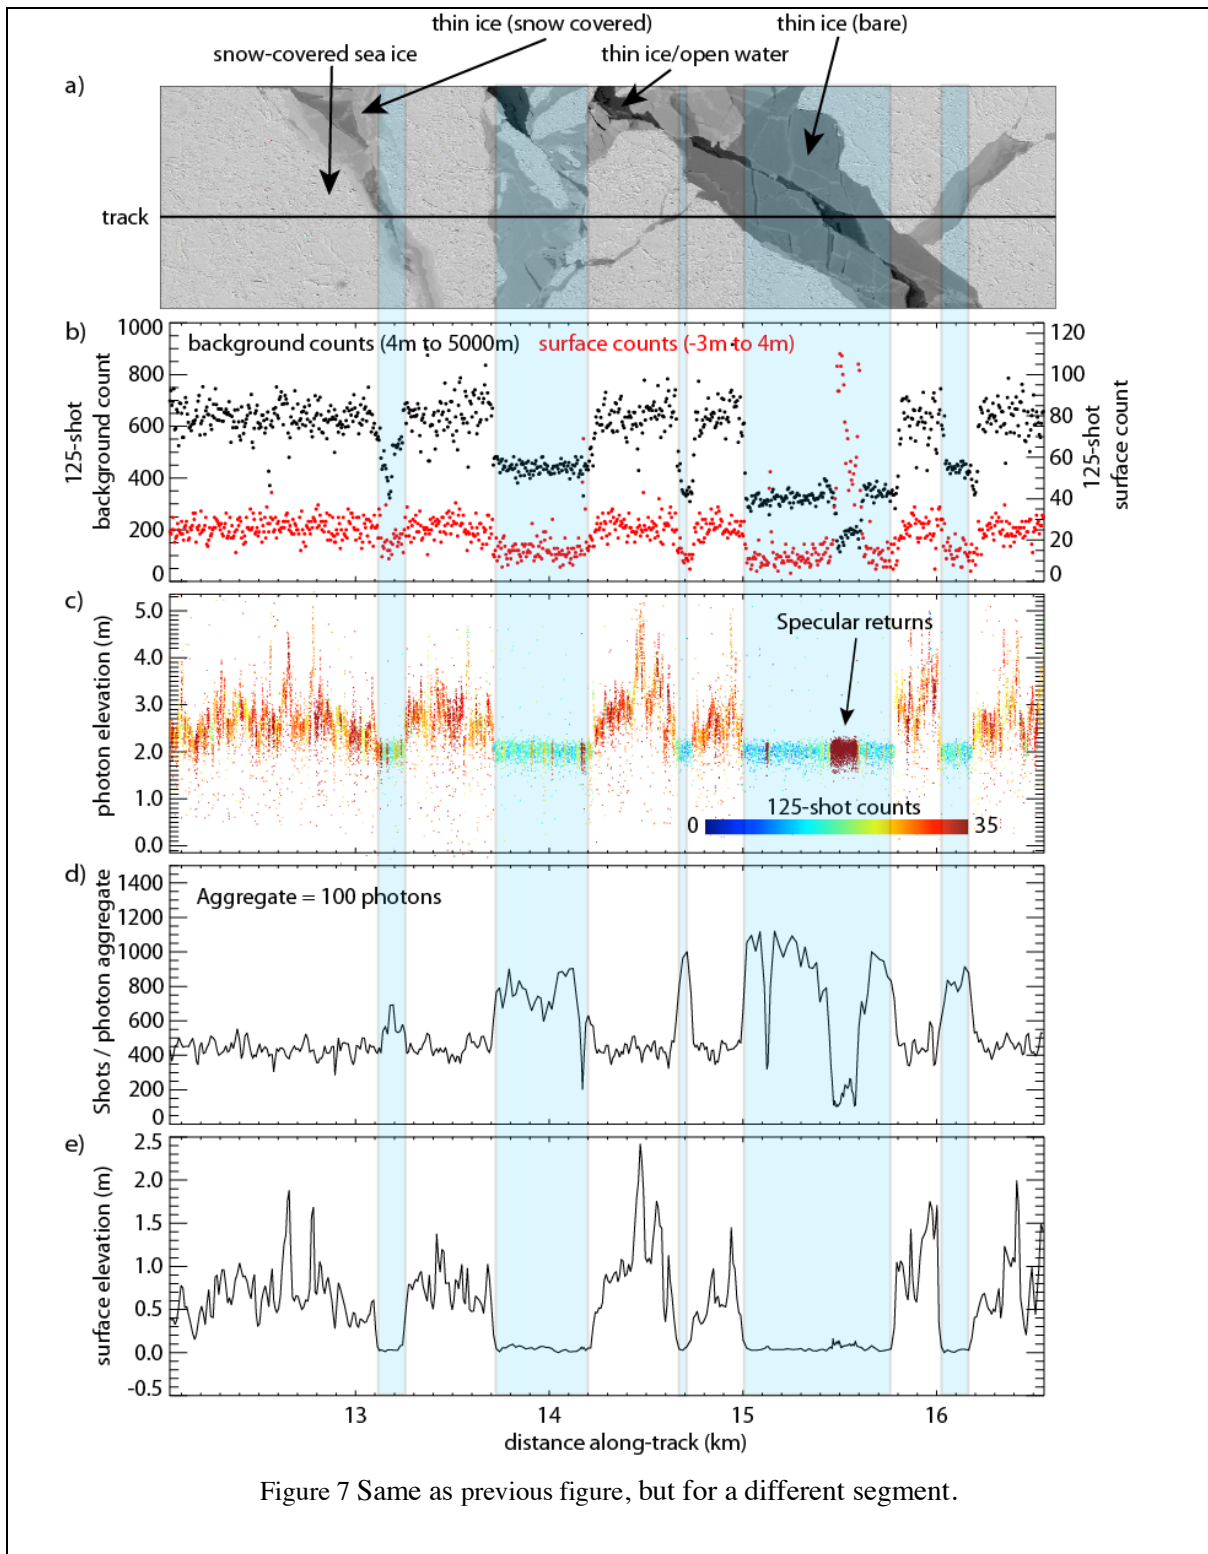 thin ice (snow covered)
thin ice (bare)
snow-covered sea ice
thin ice/open water
a)
track
b)
1000
800
600
400
200
0
125-shot
background count
background counts (4m to 5000m)
surface counts (-3m to 4m)
120
100
80
60
40
20
0
125-shot
surface count
c)
5.0
4.0
3.0
2.0
1.0
0.0
photon elevation (m)
Specular returns
125-shot counts
0
35
d)
1400
1200
1000
800
600
400
200
0
Shots / photon aggregate
Aggregate = 100 photons
e)
2.5
2.0
1.5
1.0
0.5
0.0
-0.5
surface elevation (m)
13
14
15
16
distance along-track (km)
Figure 7 Same as previous figure, but for a different segment.